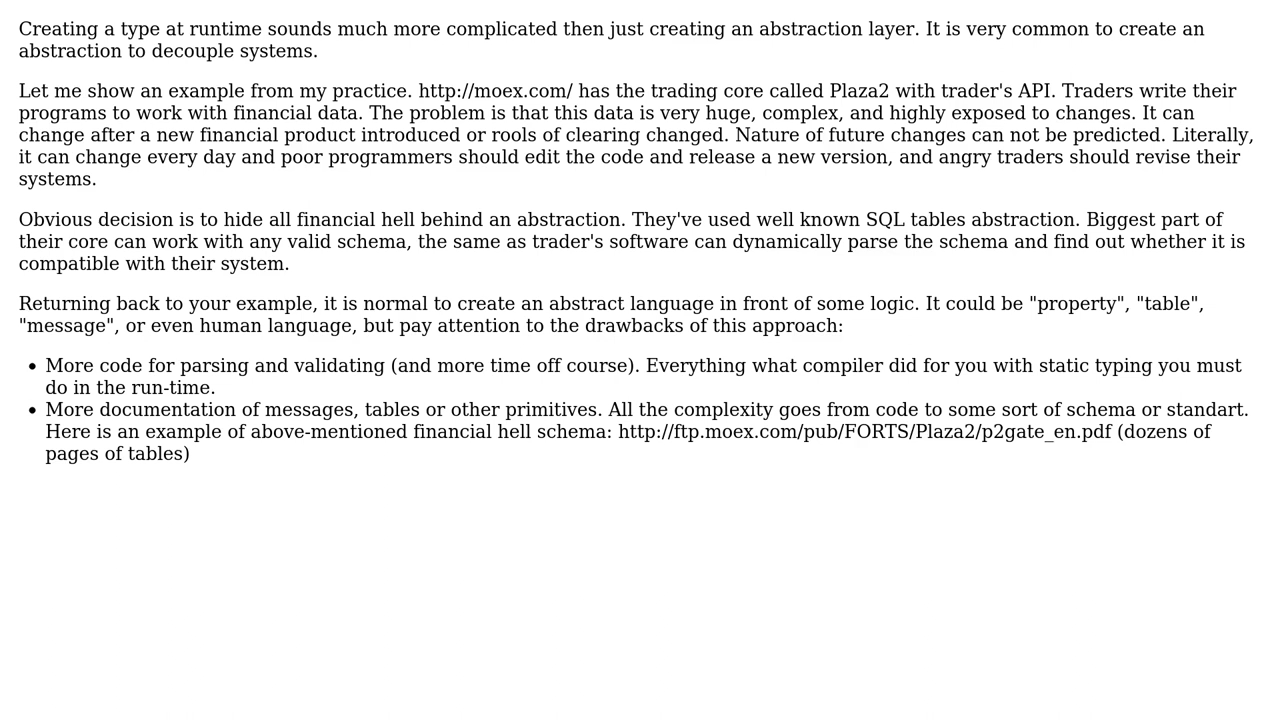 Creating a type at runtime sounds much more complicated then just creating an abstraction layer. It is very common to create an
abstraction to decouple systems.
Let me show an example from my practice. http://moex.com/ has the trading core called Plaza2 with trader's API. Traders write their
programs to work with financial data. The problem is that this data is very huge, complex, and highly exposed to changes. It can
change after a new financial product introduced or rools of clearing changed. Nature of future changes can not be predicted. Literally,
it can change every day and poor programmers should edit the code and release a new version, and angry traders should revise their
systems.
Obvious decision is to hide all financial hell behind an abstraction. They've used well known SQL tables abstraction. Biggest part of
their core can work with any valid schema, the same as trader's software can dynamically parse the schema and find out whether it is
compatible with their system.
Returning back to your example, it is normal to create an abstract language in front of some logic. It could be "property", "table",
"message", or even human language, but pay attention to the drawbacks of this approach:
• More code for parsing and validating (and more time off course). Everything what compiler did for you with static typing you must
do in the run-time.
• More documentation of messages, tables or other primitives. All the complexity goes from code to some sort of schema or standart.
Here is an example of above-mentioned financial hell schema: http://ftp.moex.com/pub/FORTS/Plaza2/p2gate_en.pdf (dozens of
pages of tables)